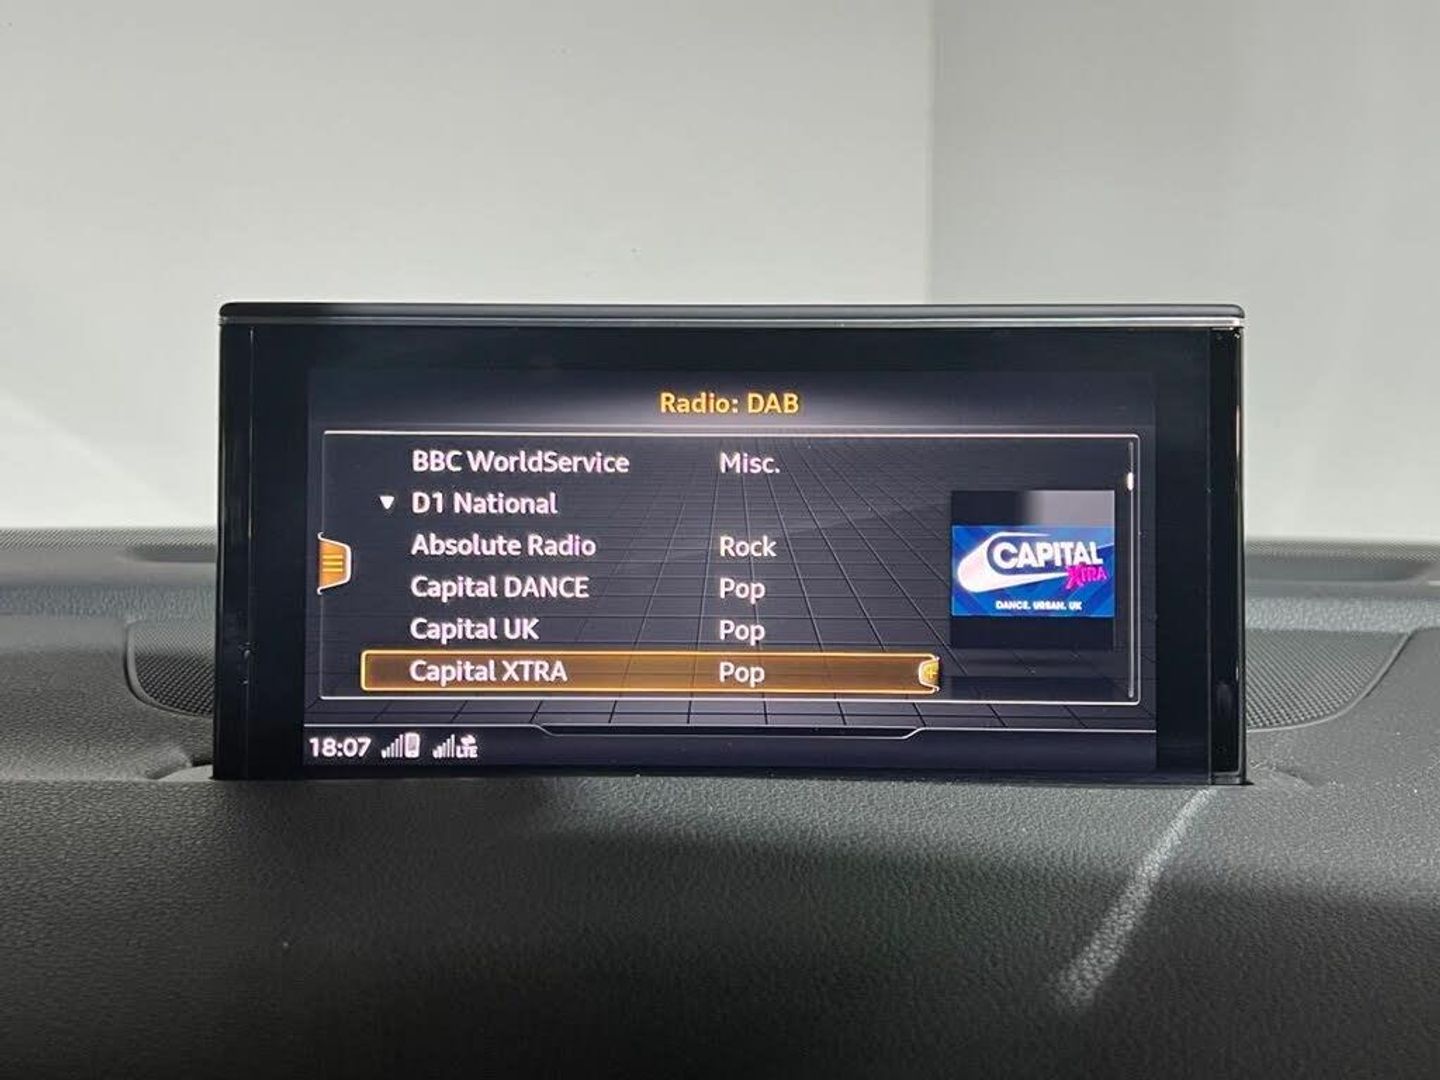 Radio: DAB
BBC WorldService Misc.
D1 National
Absolute Radio Rock
Capital DANCE Pop
Capital UK Pop
Capital XTRA Pop
CAPITAL
XTRA
DANCE. URBAN. UK
18:07 LTE